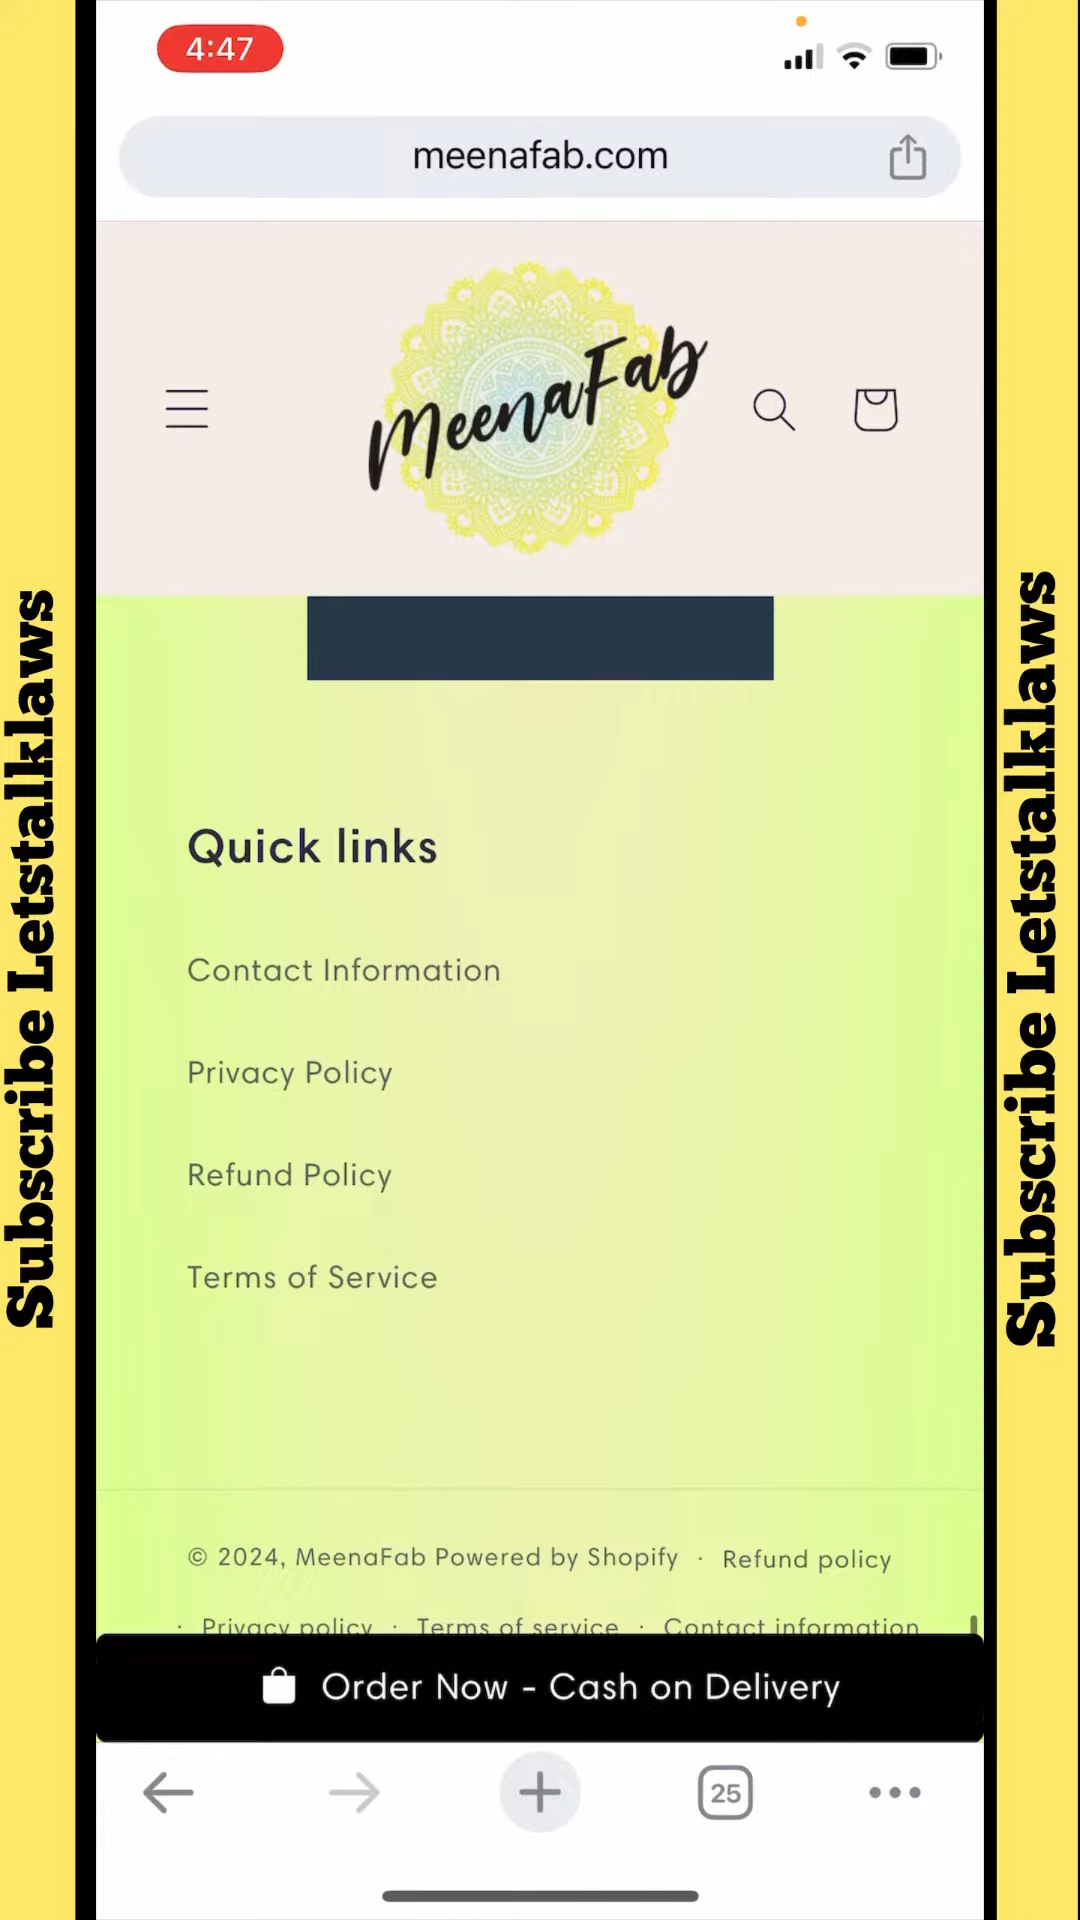 4:47
meenafab.com
MeenaFab
Quick links
Contact Information
Privacy Policy
Refund Policy
Terms of Service
© 2024, MeenaFab Powered by Shopify · Refund policy
· Privacy policy · Terms of service · Contact information
Order Now - Cash on Delivery
25
Subscribe Letstalklaws
Subscribe Letstalklaws